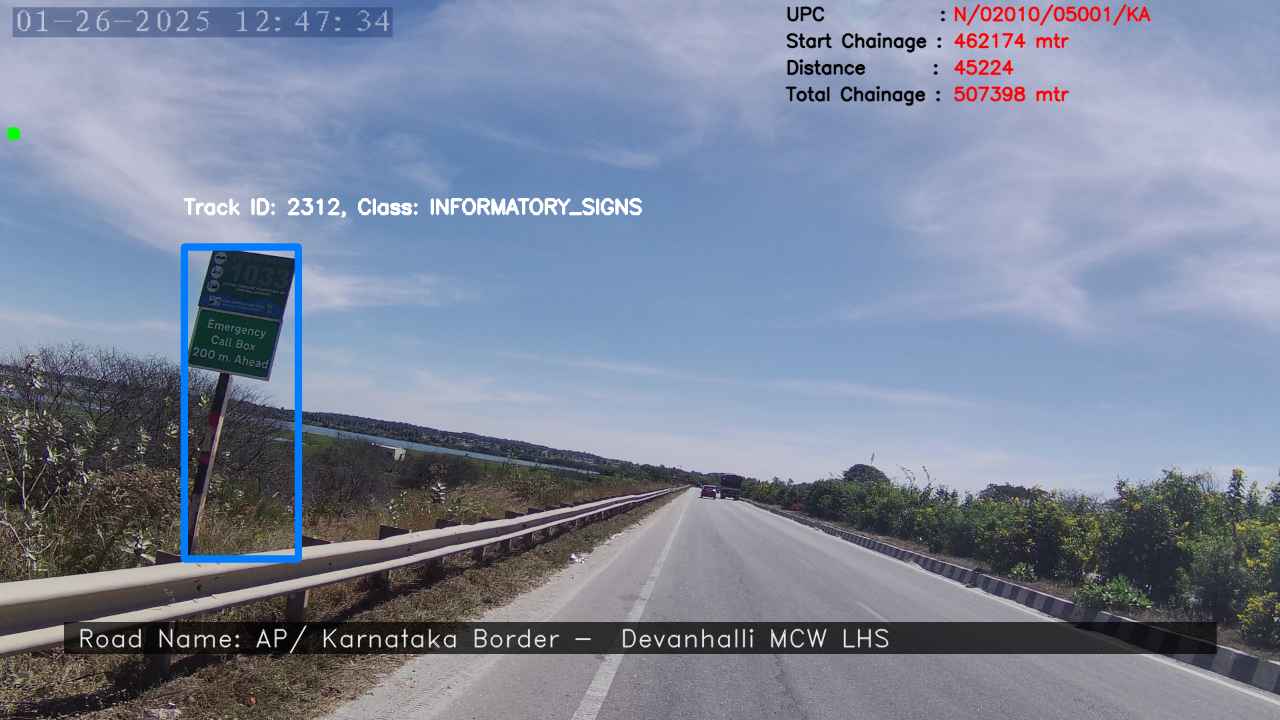 01-26-2025 12:47:34
UPC : N/02010/05001/KA
Start Chainage : 462174 mtr
Distance : 45224
Total Chainage : 507398 mtr
Track ID: 2312, Class: INFORMATORY_SIGNS
1033
Emergency
Call Box
200 m. Ahead
Road Name: AP/ Karnataka Border - Devanhalli MCW LHS